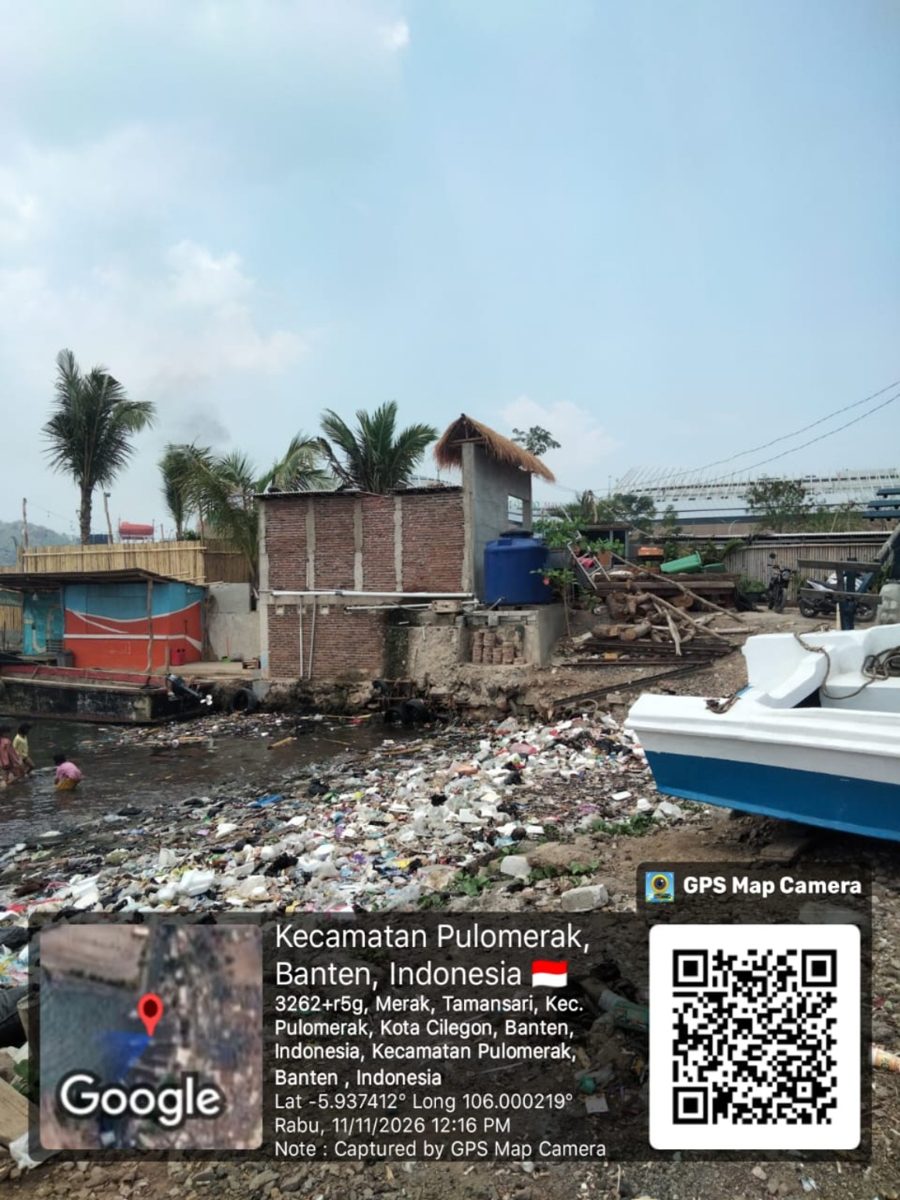 GPS Map Camera
Kecamatan Pulomerak,
Banten, Indonesia 🇮🇩
3262+r5g, Merak, Tamansari, Kec.
Pulomerak, Kota Cilegon, Banten,
Indonesia, Kecamatan Pulomerak,
Banten , Indonesia
Lat -5.937412° Long 106.000219°
Rabu, 11/11/2026 12:16 PM
Note : Captured by GPS Map Camera
Google